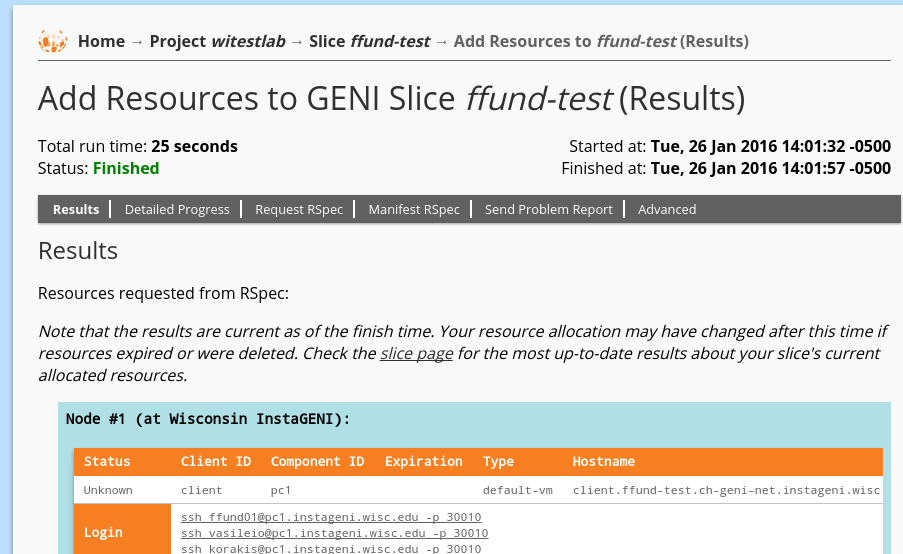 Home → Project witestlab → Slice ffund-test → Add Resources to ffund-test (Results)
Add Resources to GENI Slice ffund-test (Results)
Total run time: 25 seconds
Started at: Tue, 26 Jan 2016 14:01:32 -0500
Status: Finished
Finished at: Tue, 26 Jan 2016 14:01:57 -0500
Results Detailed Progress Request RSpec Manifest RSpec Send Problem Report Advanced
Results
Resources requested from RSpec:
Note that the results are current as of the finish time. Your resource allocation may have changed after this time if
resources expired or were deleted. Check the slice page for the most up-to-date results about your slice's current
allocated resources.
Node #1 (at Wisconsin InstaGENI):
Status Client ID Component ID Expiration Type Hostname
Unknown client pc1 default-vm client.ffund-test.ch-geni-net.instageni.wisc
ssh ffund01@pc1.instageni.wisc.edu -p 30010
Login ssh vasileio@pc1.instageni.wisc.edu -p 30010
ssh korakis@pc1.instageni.wisc.edu -p 30010